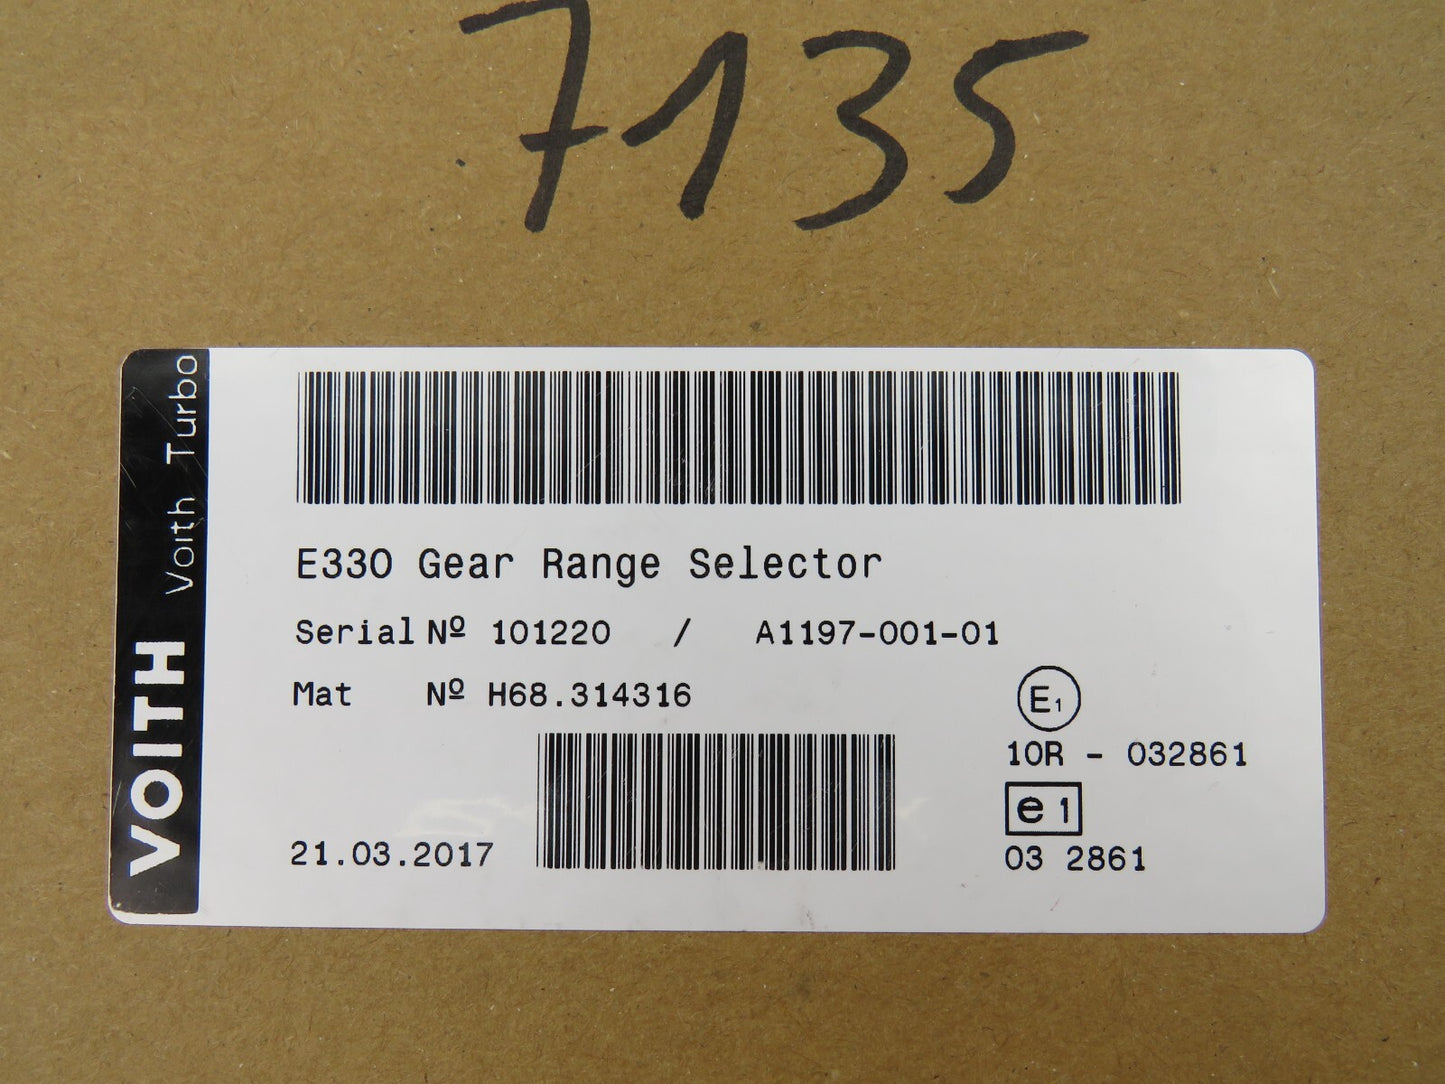 7135
VOITH Voith Turbo
E330 Gear Range Selector
Serial Nº 101220 / A1197-001-01
Mat Nº H68.314316
E1
10R - 032861
e1
03 2861
21.03.2017